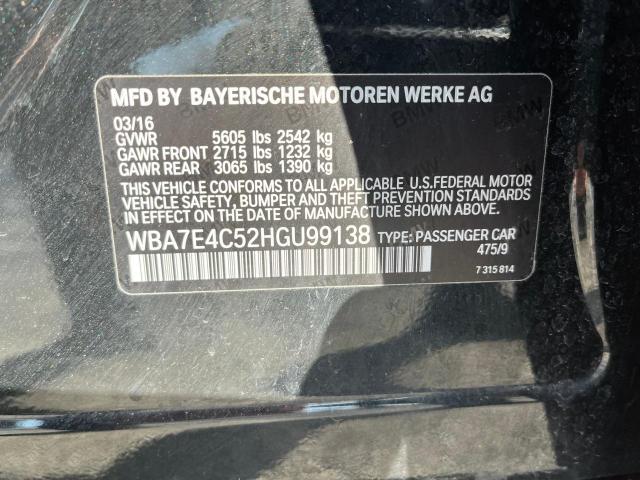 MFD BY BAYERISCHE MOTOREN WERKE AG
03/16
GVWR 5605 lbs 2542 kg
GAWR FRONT 2715 lbs 1232 kg
GAWR REAR 3065 lbs 1390 kg
THIS VEHICLE CONFORMS TO ALL APPLICABLE U.S.FEDERAL MOTOR
VEHICLE SAFETY, BUMPER AND THEFT PREVENTION STANDARDS
IN EFFECT ON THE DATE OF MANUFACTURE SHOWN ABOVE.
WBA7E4C52HGU99138 TYPE: PASSENGER CAR
475/9
7 315 814